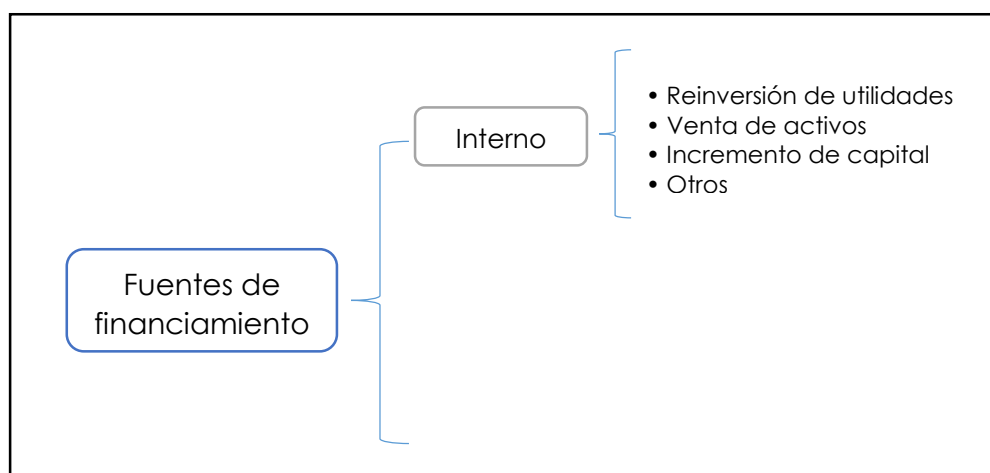 Fuentes de
financiamiento
Interno
• Reinversión de utilidades
• Venta de activos
• Incremento de capital
• Otros